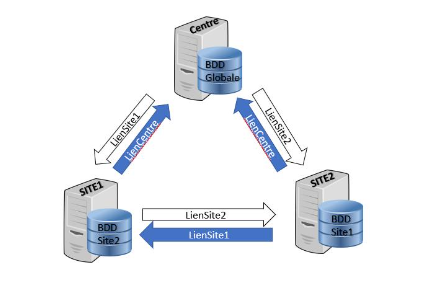 Centre
BDD
Globale
LienSite1
LienCentre
LienSite2
LienCentre
SITE1
BDD
Site2
LienSite2
LienSite1
SITE2
BDD
Site1